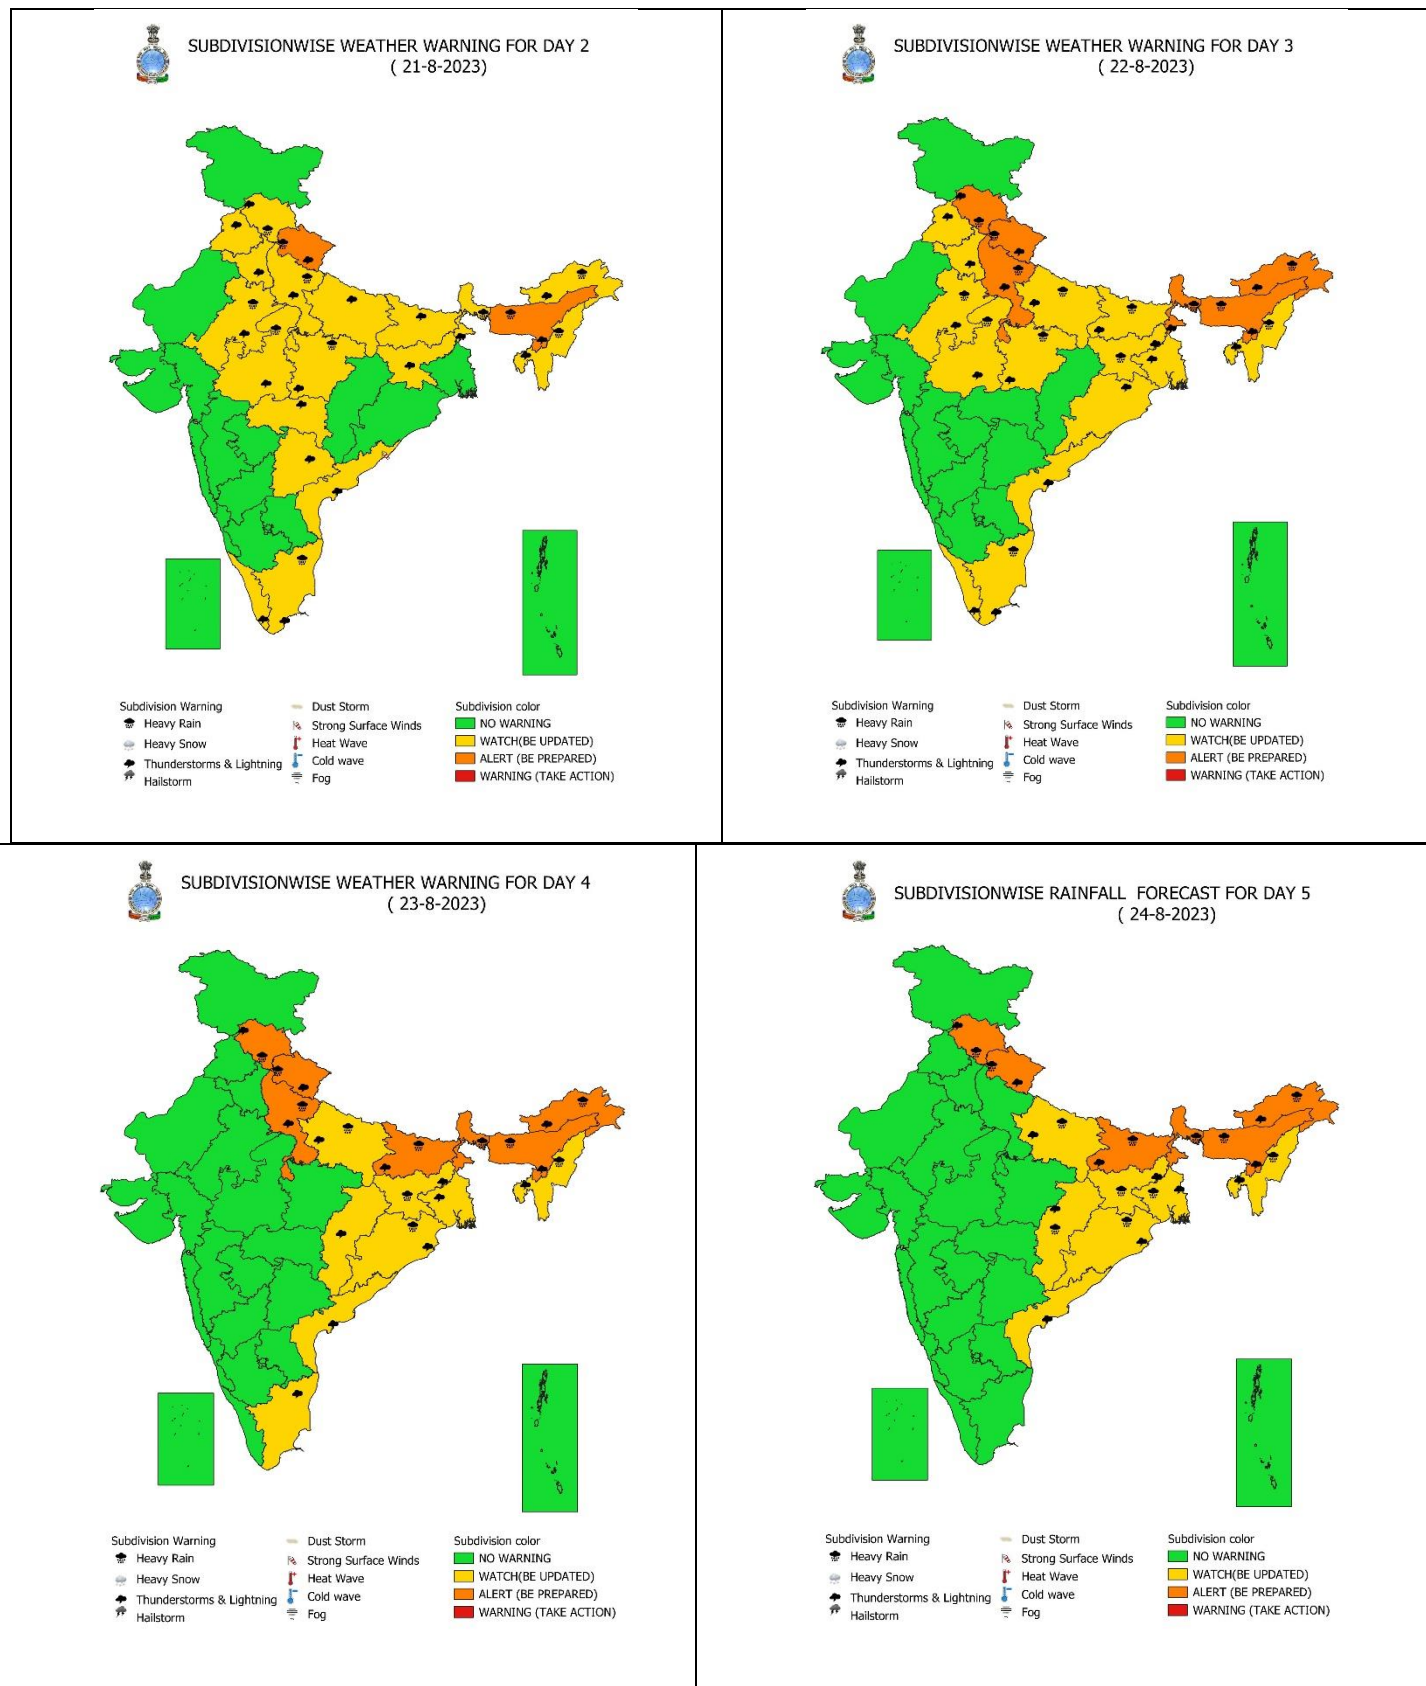 SUBDIVISIONWISE WEATHER WARNING FOR DAY 2
( 21-8-2023)
Subdivision Warning
Heavy Rain
Heavy Snow
Thunderstorms & Lightning
Hailstorm
Dust Storm
Strong Surface Winds
Heat Wave
Cold wave
Fog
Subdivision color
NO WARNING
WATCH(BE UPDATED)
ALERT (BE PREPARED)
WARNING (TAKE ACTION)
SUBDIVISIONWISE WEATHER WARNING FOR DAY 3
( 22-8-2023)
Subdivision Warning
Heavy Rain
Heavy Snow
Thunderstorms & Lightning
Hailstorm
Dust Storm
Strong Surface Winds
Heat Wave
Cold wave
Fog
Subdivision color
NO WARNING
WATCH(BE UPDATED)
ALERT (BE PREPARED)
WARNING (TAKE ACTION)
SUBDIVISIONWISE WEATHER WARNING FOR DAY 4
( 23-8-2023)
Subdivision Warning
Heavy Rain
Heavy Snow
Thunderstorms & Lightning
Hailstorm
Dust Storm
Strong Surface Winds
Heat Wave
Cold wave
Fog
Subdivision color
NO WARNING
WATCH(BE UPDATED)
ALERT (BE PREPARED)
WARNING (TAKE ACTION)
SUBDIVISIONWISE RAINFALL FORECAST FOR DAY 5
( 24-8-2023)
Subdivision Warning
Heavy Rain
Heavy Snow
Thunderstorms & Lightning
Hailstorm
Dust Storm
Strong Surface Winds
Heat Wave
Cold wave
Fog
Subdivision color
NO WARNING
WATCH(BE UPDATED)
ALERT (BE PREPARED)
WARNING (TAKE ACTION)